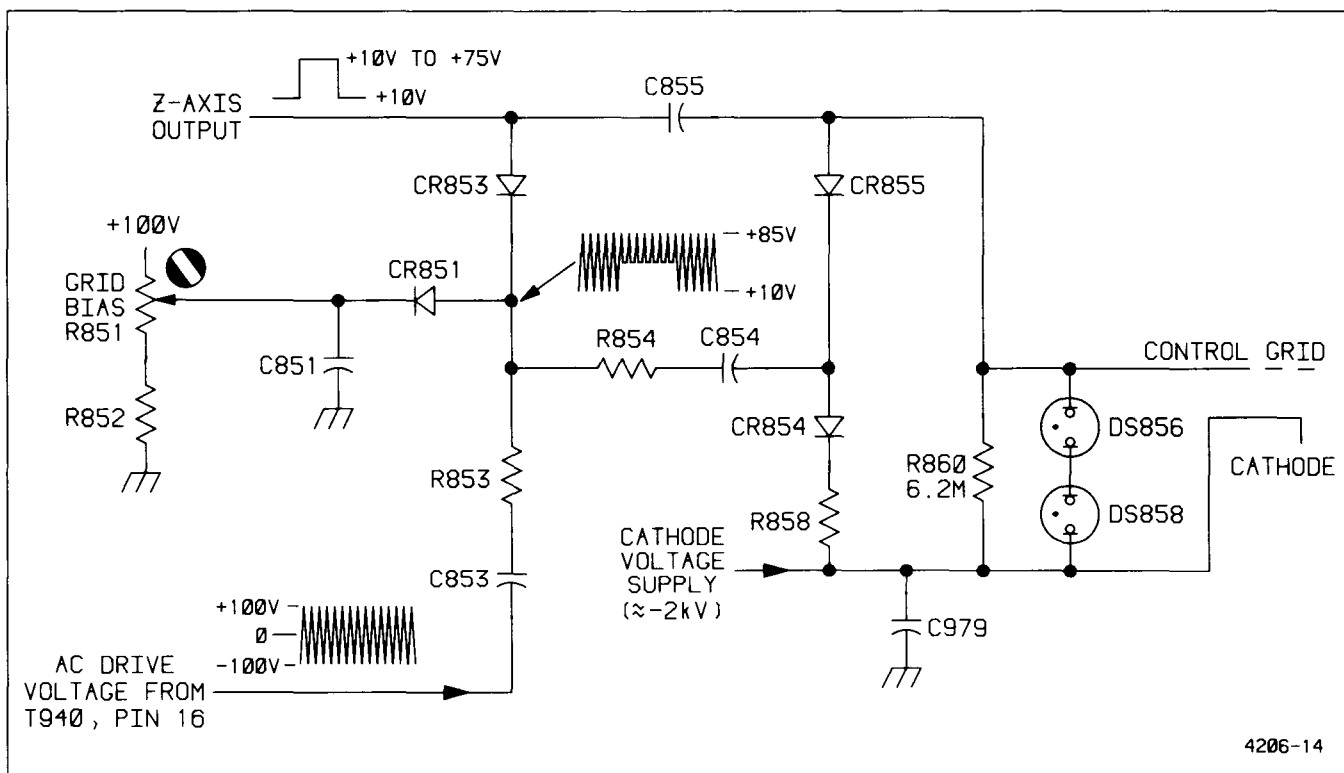 +10V TO +75V
+10V
Z-AXIS
OUTPUT
C855
CR853
CR855
+100V
GRID
BIAS
R851
CR851
+85V
+10V
C851
R854
C854
CONTROL GRID
R852
CR854
DS856
R853
R860
6.2M
CATHODE
R858
DS858
CATHODE
VOLTAGE
SUPPLY
(≈-2kV)
C853
C979
+100V
0
-100V
AC DRIVE
VOLTAGE FROM
T940, PIN 16
4206-14